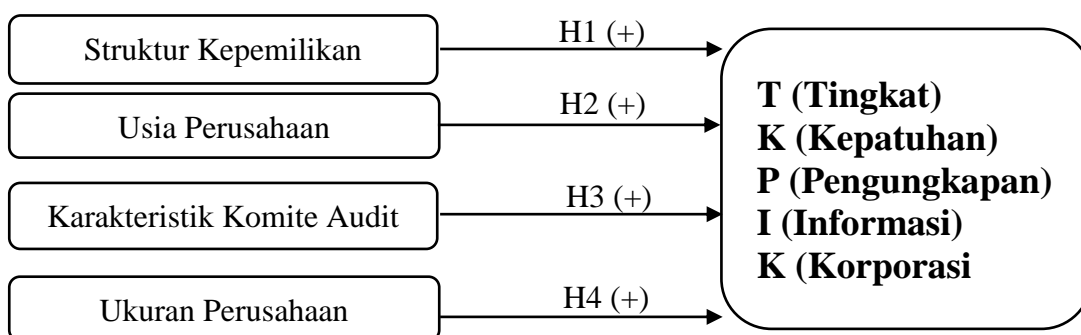 Struktur Kepemilikan
H1 (+)
Usia Perusahaan
H2 (+)
Karakteristik Komite Audit
H3 (+)
Ukuran Perusahaan
H4 (+)
T (Tingkat)
K (Kepatuhan)
P (Pengungkapan)
I (Informasi)
K (Korporasi